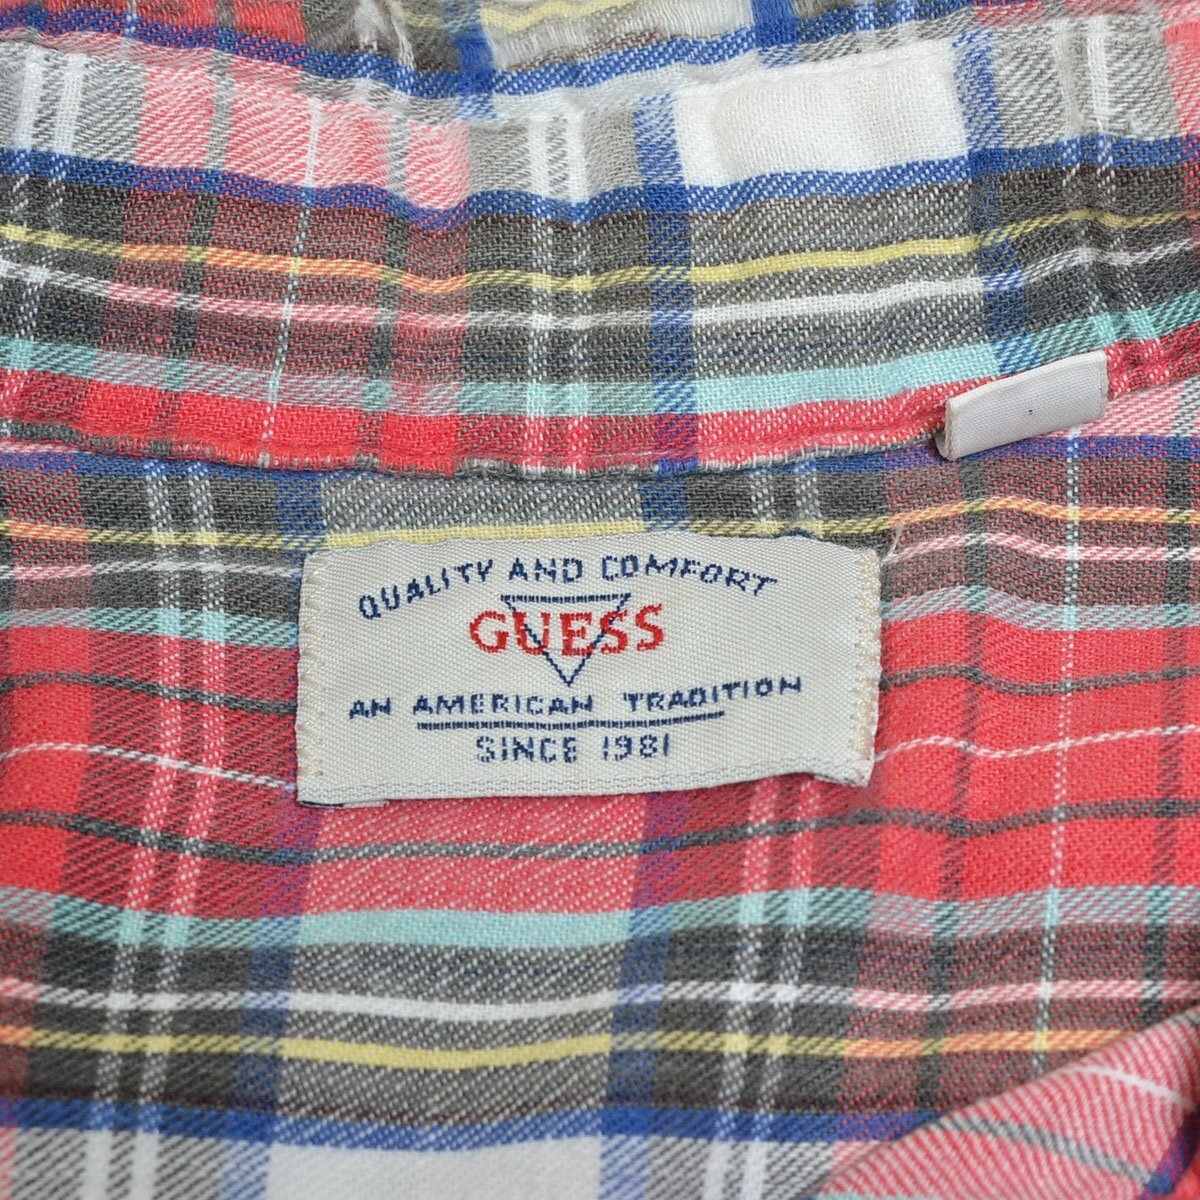 QUALITY AND COMFORT
GUESS
AN AMERICAN TRADITION
SINCE 1981